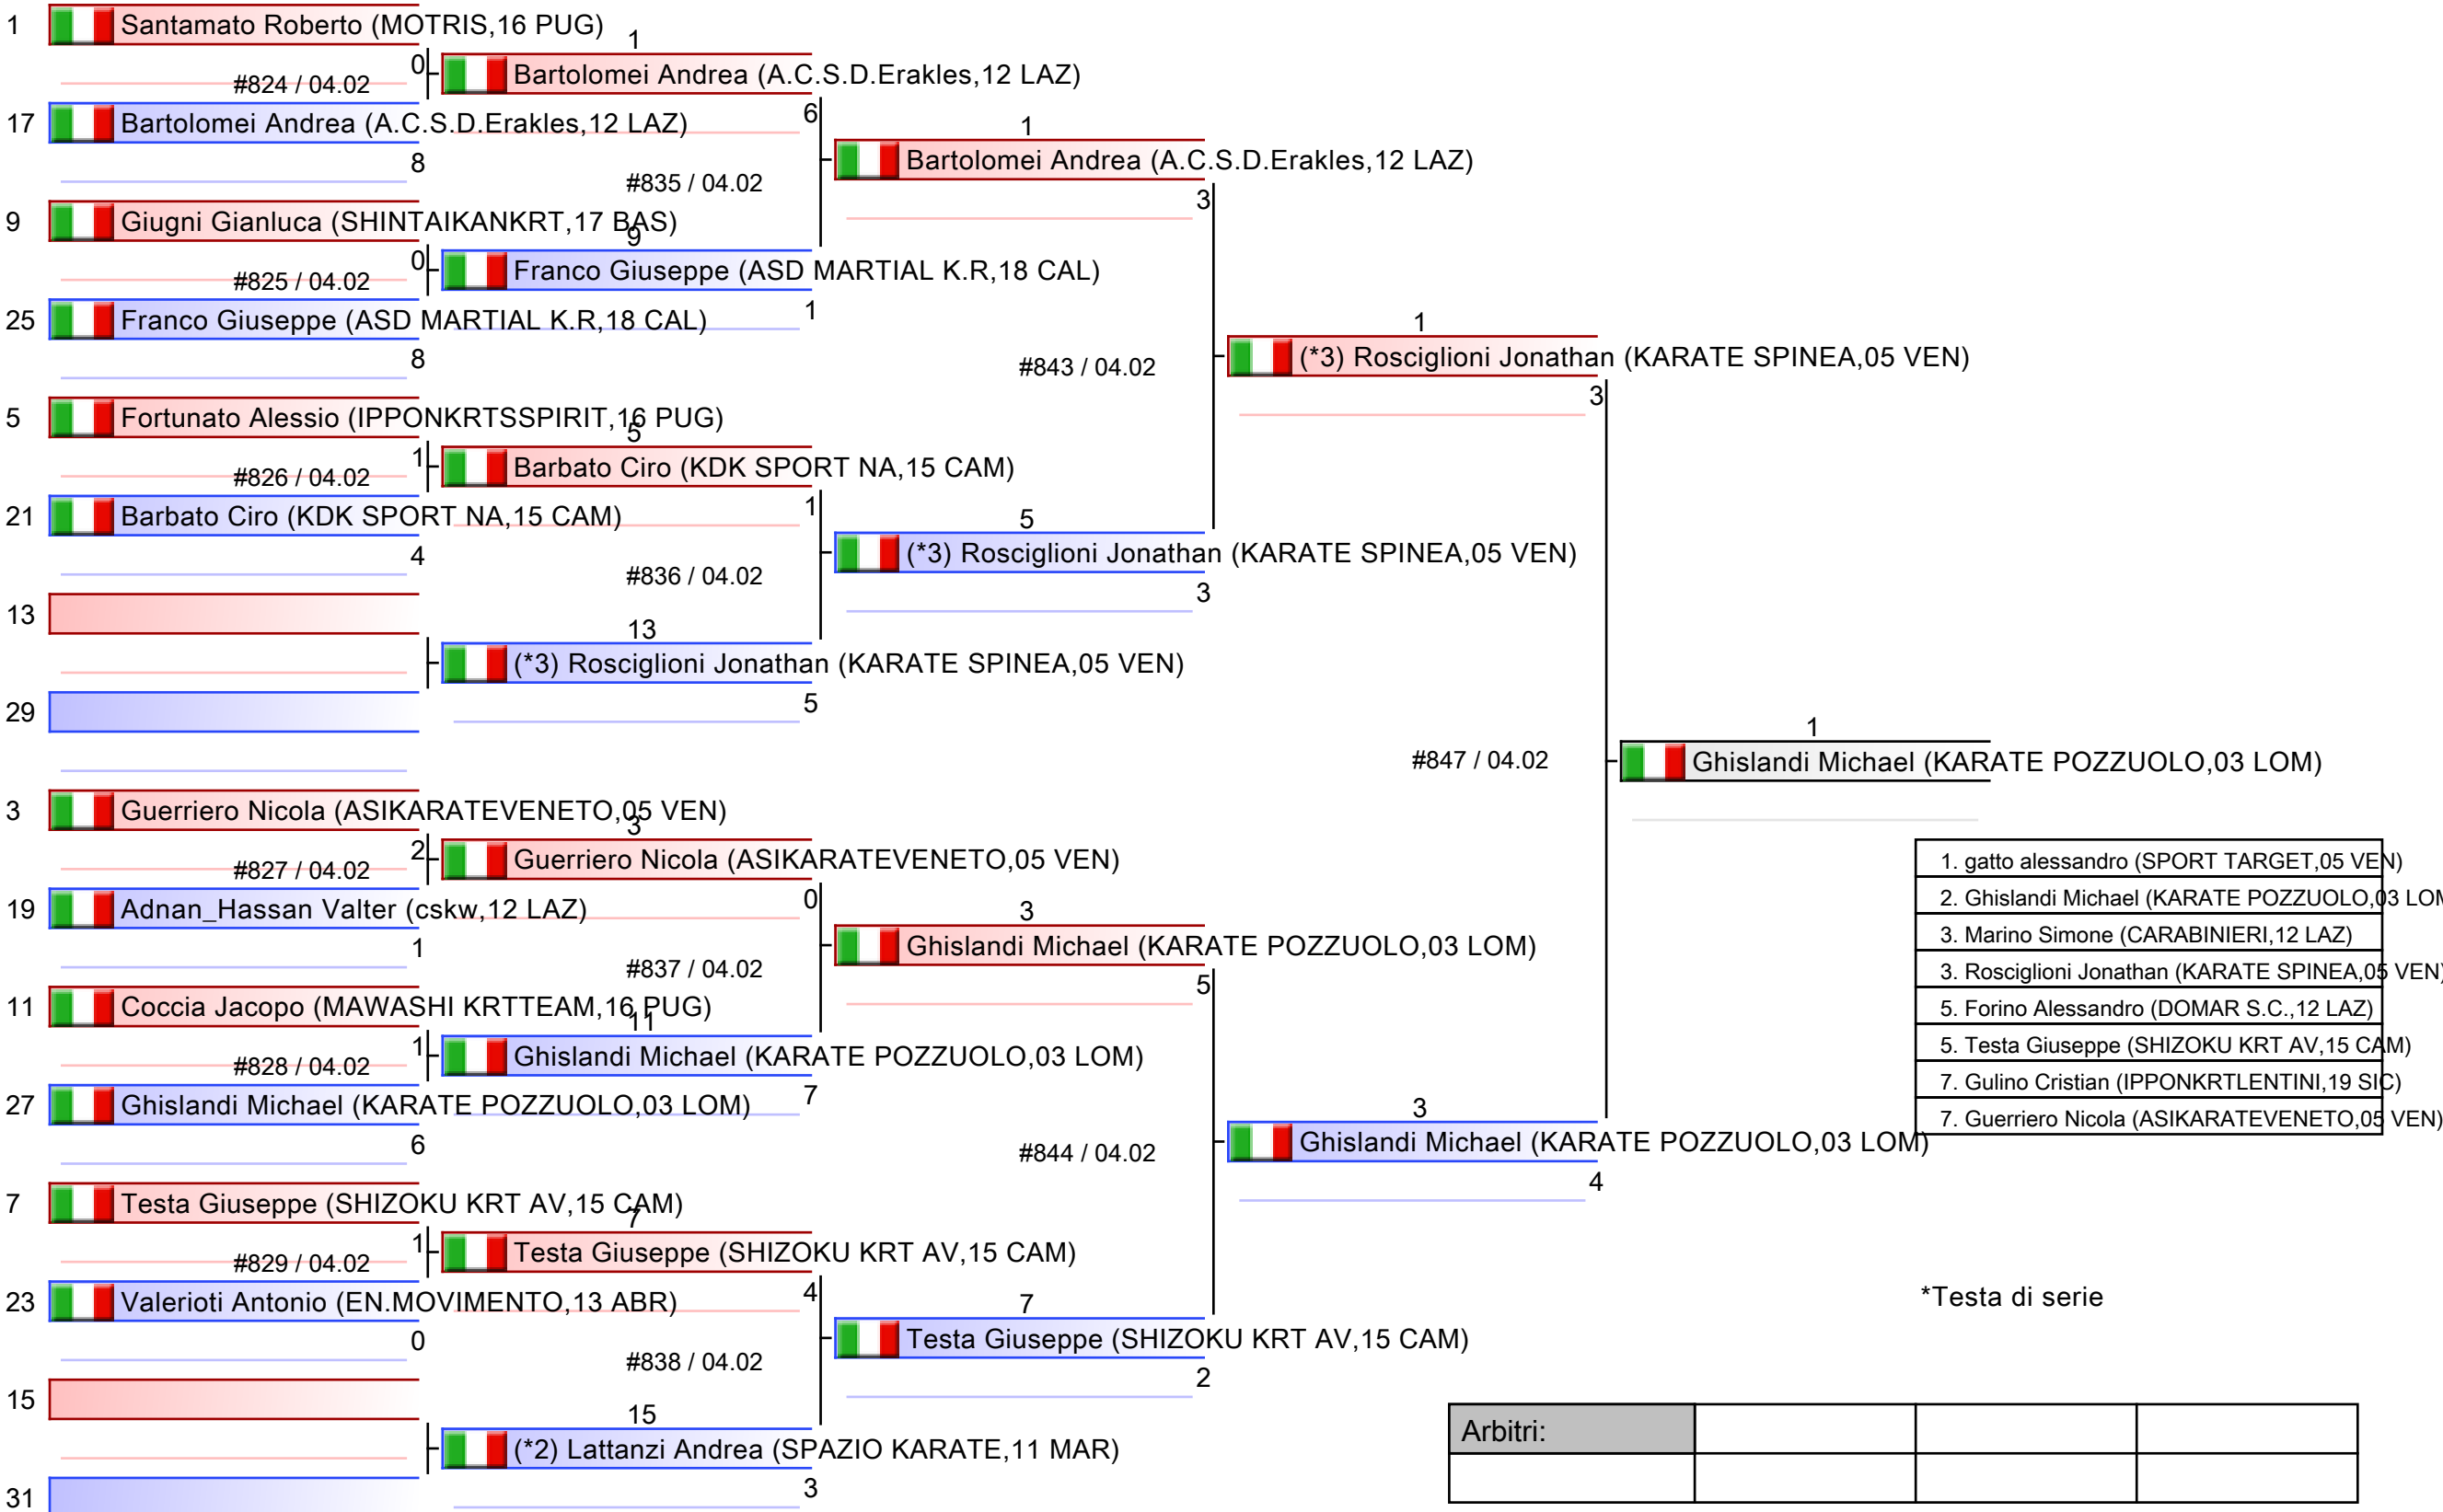 1 Santamato Roberto (MOTRIS,16 PUG)
0
#824 / 04.02
17 Bartolomei Andrea (A.C.S.D.Erakles,12 LAZ)
8
9 Giugni Gianluca (SHINTAIKANKRT,17 BAS)
0
#825 / 04.02
25 Franco Giuseppe (ASD MARTIAL K.R,18 CAL)
8
5 Fortunato Alessio (IPPONKRTSSPIRIT,16 PUG)
1
#826 / 04.02
21 Barbato Ciro (KDK SPORT NA,15 CAM)
4
13
29
3 Guerriero Nicola (ASIKARATEVENETO,05 VEN)
2
#827 / 04.02
19 Adnan_Hassan Valter (cskw,12 LAZ)
1
11 Coccia Jacopo (MAWASHI KRTTEAM,16 PUG)
1
#828 / 04.02
27 Ghislandi Michael (KARATE POZZUOLO,03 LOM)
6
7 Testa Giuseppe (SHIZOKU KRT AV,15 CAM)
1
#829 / 04.02
23 Valerioti Antonio (EN.MOVIMENTO,13 ABR)
0
15
31
1
Bartolomei Andrea (A.C.S.D.Erakles,12 LAZ)
6
#835 / 04.02
9
Franco Giuseppe (ASD MARTIAL K.R,18 CAL)
1
5
Barbato Ciro (KDK SPORT NA,15 CAM)
1
#836 / 04.02
13
(*3) Rosciglioni Jonathan (KARATE SPINEA,05 VEN)
5
3
Guerriero Nicola (ASIKARATEVENETO,05 VEN)
0
#837 / 04.02
11
Ghislandi Michael (KARATE POZZUOLO,03 LOM)
7
7
Testa Giuseppe (SHIZOKU KRT AV,15 CAM)
4
#838 / 04.02
15
(*2) Lattanzi Andrea (SPAZIO KARATE,11 MAR)
3
1
Bartolomei Andrea (A.C.S.D.Erakles,12 LAZ)
3
#843 / 04.02
5
(*3) Rosciglioni Jonathan (KARATE SPINEA,05 VEN)
3
3
Ghislandi Michael (KARATE POZZUOLO,03 LOM)
5
#844 / 04.02
7
Testa Giuseppe (SHIZOKU KRT AV,15 CAM)
2
1
(*3) Rosciglioni Jonathan (KARATE SPINEA,05 VEN)
3
#847 / 04.02
3
Ghislandi Michael (KARATE POZZUOLO,03 LOM)
4
1
Ghislandi Michael (KARATE POZZUOLO,03 LOM)
1. gatto alessandro (SPORT TARGET,05 VEN)
2. Ghislandi Michael (KARATE POZZUOLO,03 LOM
3. Marino Simone (CARABINIERI,12 LAZ)
3. Rosciglioni Jonathan (KARATE SPINEA,05 VEN)
5. Forino Alessandro (DOMAR S.C.,12 LAZ)
5. Testa Giuseppe (SHIZOKU KRT AV,15 CAM)
7. Gulino Cristian (IPPONKRTLENTINI,19 SIC)
7. Guerriero Nicola (ASIKARATEVENETO,05 VEN)
*Testa di serie
Arbitri: